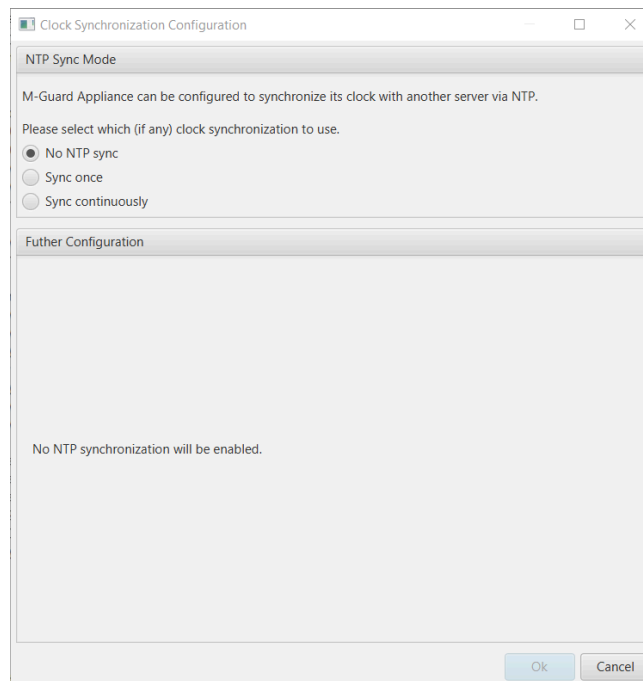 Clock Synchronization Configuration
NTP Sync Mode
M-Guard Appliance can be configured to synchronize its clock with another server via NTP.
Please select which (if any) clock synchronization to use.
No NTP sync
Sync once
Sync continuously
Futher Configuration
No NTP synchronization will be enabled.
Ok
Cancel